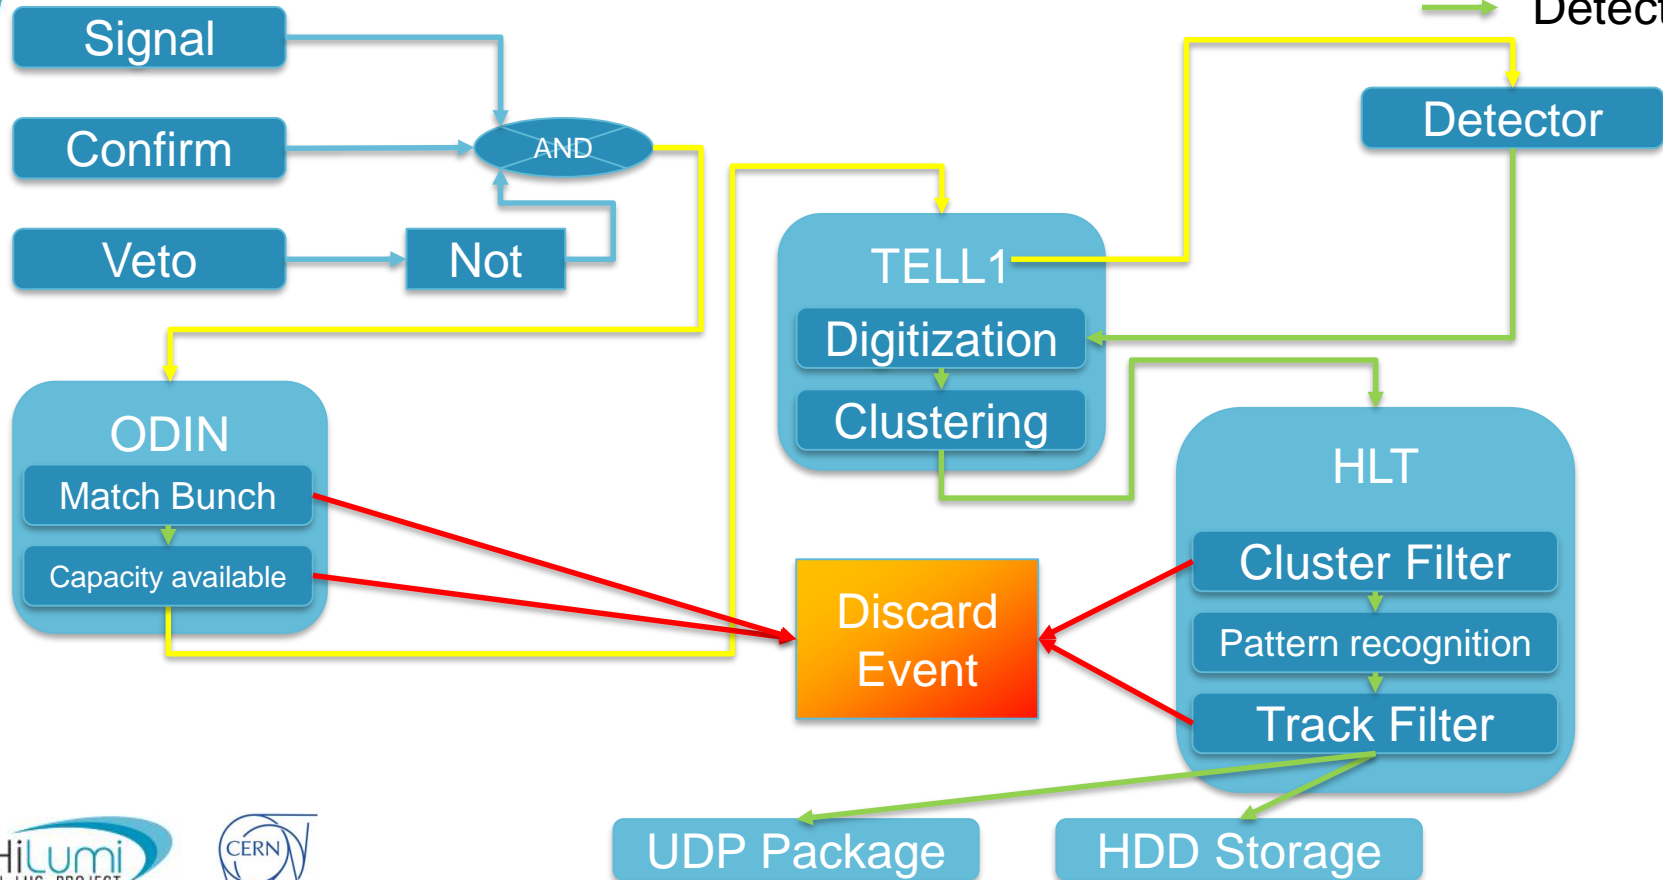 Signal
Confirm
Veto
Not
AND
Detector
TELL1
Digitization
Clustering
ODIN
Match Bunch
Capacity available
Discard
Event
HLT
Cluster Filter
Pattern recognition
Track Filter
UDP Package
HDD Storage
HiLumi
CERN